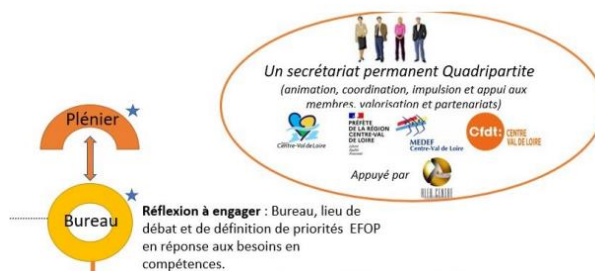 Un secrétariat permanent Quadripartite
(animation, coordination, impulsion et appui aux
membres, valorisation et partenariats)
Centre-Val de Loire
PRÉFÈTE
DE LA RÉGION
CENTRE-VAL
DE LOIRE
MEDEF
Centre-Val de Loire
Cfdt:
CENTRE
VAL DE LOIRE
Appuyé par
Plénier
Bureau
Réflexion à engager : Bureau, lieu de
débat et de définition de priorités EFOP
en réponse aux besoins en
compétences.